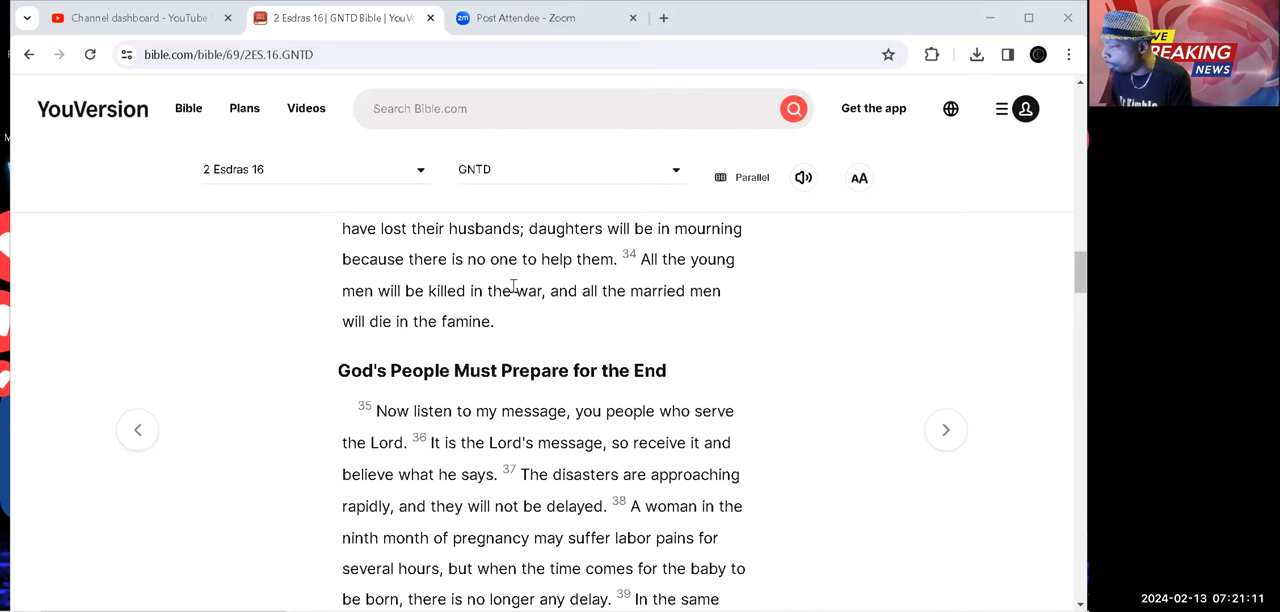 Channel dashboard - YouTube
2 Esdras 16 | GNTD Bible | YouV
Post Attendee - Zoom
bible.com/bible/69/2ES.16.GNTD
YouVersion
Bible
Plans
Videos
Search Bible.com
Get the app
2 Esdras 16
GNTD
Parallel
AA
have lost their husbands; daughters will be in mourning
because there is no one to help them. 34 All the young
men will be killed in the war, and all the married men
will die in the famine.
God's People Must Prepare for the End
35 Now listen to my message, you people who serve
the Lord. 36 It is the Lord's message, so receive it and
believe what he says. 37 The disasters are approaching
rapidly, and they will not be delayed. 38 A woman in the
ninth month of pregnancy may suffer labor pains for
several hours, but when the time comes for the baby to
be born, there is no longer any delay. 39 In the same
VE
REAKING
NEWS
2024-02-13 07:21:11